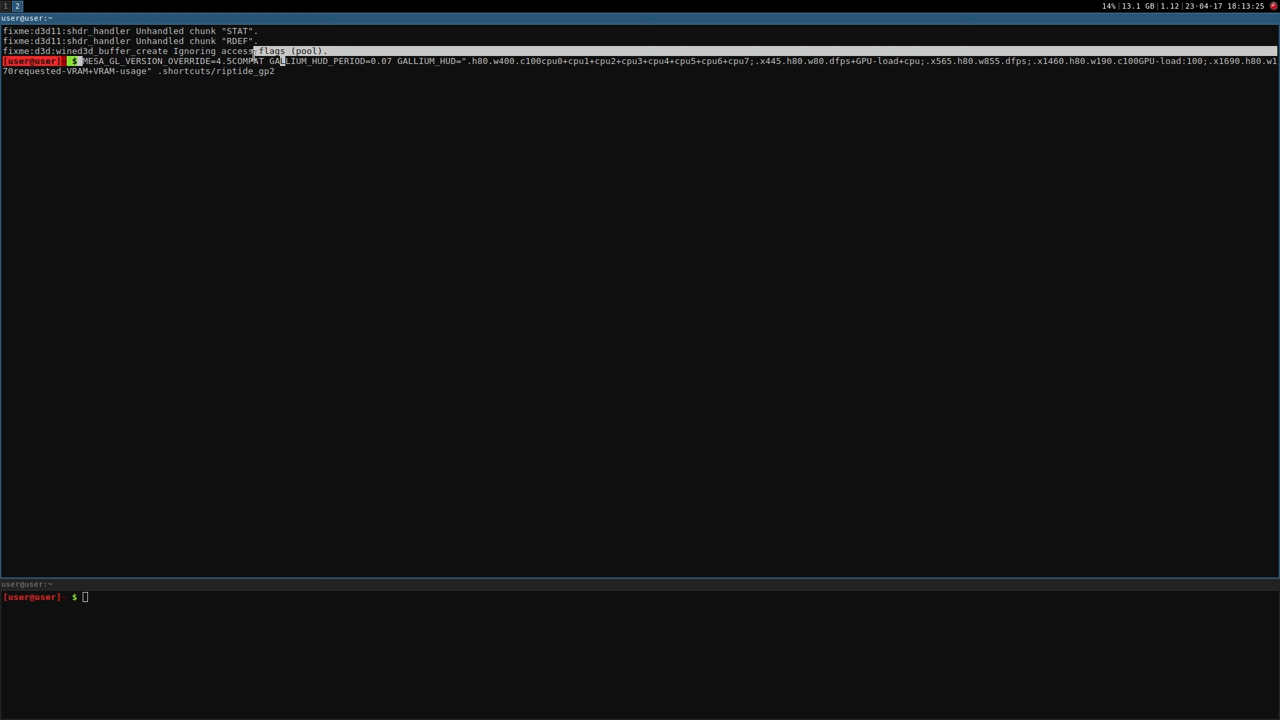 1 2 14% 13.1 GB 1.12 23-04-17 18:13:25
user@user:~
fixme:d3d11:shdr_handler Unhandled chunk "STAT".
fixme:d3d11:shdr_handler Unhandled chunk "RDEF".
fixme:d3d:wined3d_buffer_create Ignoring access flags (pool).
[user@user] $ MESA_GL_VERSION_OVERRIDE=4.5COMPAT GALLIUM_HUD_PERIOD=0.07 GALLIUM_HUD=".h80.w400.c100cpu0+cpu1+cpu2+cpu3+cpu4+cpu5+cpu6+cpu7;.x445.h80.w80.dfps+GPU-load+cpu;.x565.h80.w855.dfps;.x1460.h80.w190.c100GPU-load:100;.x1690.h80.w1
70requested-VRAM+VRAM-usage" .shortcuts/riptide_gp2
user@user:~
[user@user] $